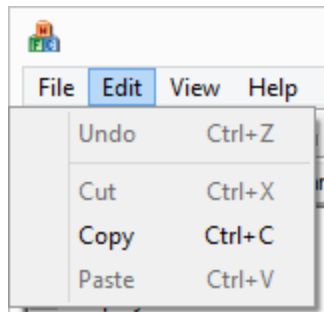 File Edit View Help
Undo Ctrl+Z
Cut Ctrl+X
Copy Ctrl+C
Paste Ctrl+V